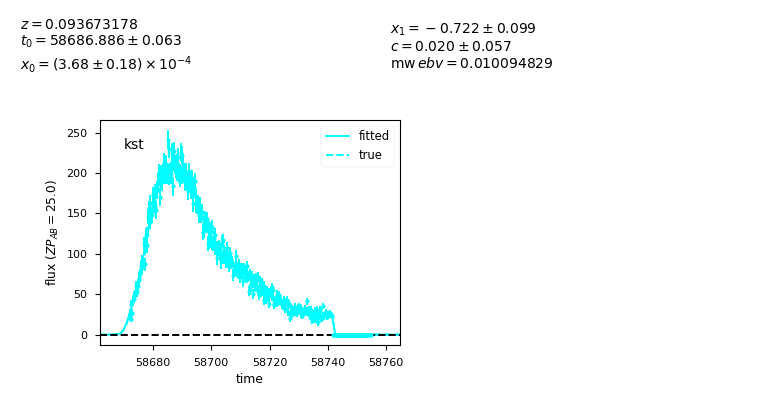 z = 0.093673178
t₀ = 58686.886 ± 0.063
x₀ = (3.68 ± 0.18) × 10⁻⁴
x₁ = −0.722 ± 0.099
c = 0.020 ± 0.057
mw ebv = 0.010094829
kst
fitted
true
250
200
150
100
50
0
flux (ZP_AB = 25.0)
58680 58700 58720 58740 58760
time